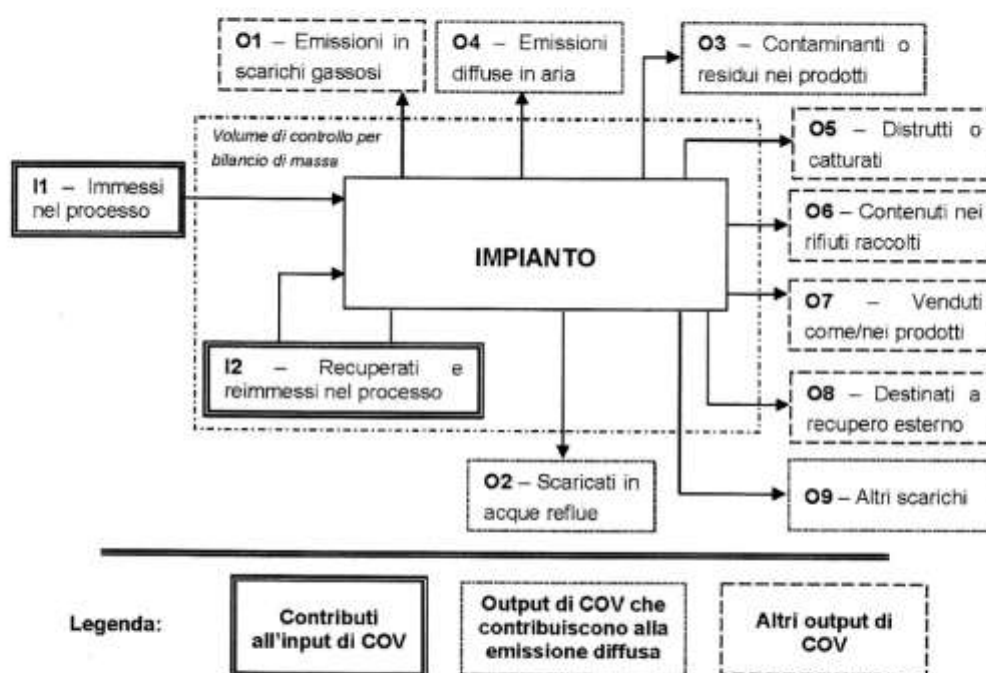 O1 – Emissioni in
scarichi gassosi
O4 – Emissioni
diffuse in aria
O3 – Contaminanti o
residui nei prodotti
Volume di controllo per
bilancio di massa
O5 – Distrutti o
catturati
I1 – Immessi
nel processo
O6 – Contenuti nei
rifiuti raccolti
IMPIANTO
O7 – Venduti
come/nei prodotti
I2 – Recuperati e
reimmessi nel processo
O8 – Destinati a
recupero esterno
O2 – Scaricati in
acque reflue
O9 – Altri scarichi
Legenda:
Contributi
all'input di COV
Output di COV che
contribuiscono alla
emissione diffusa
Altri output di
COV